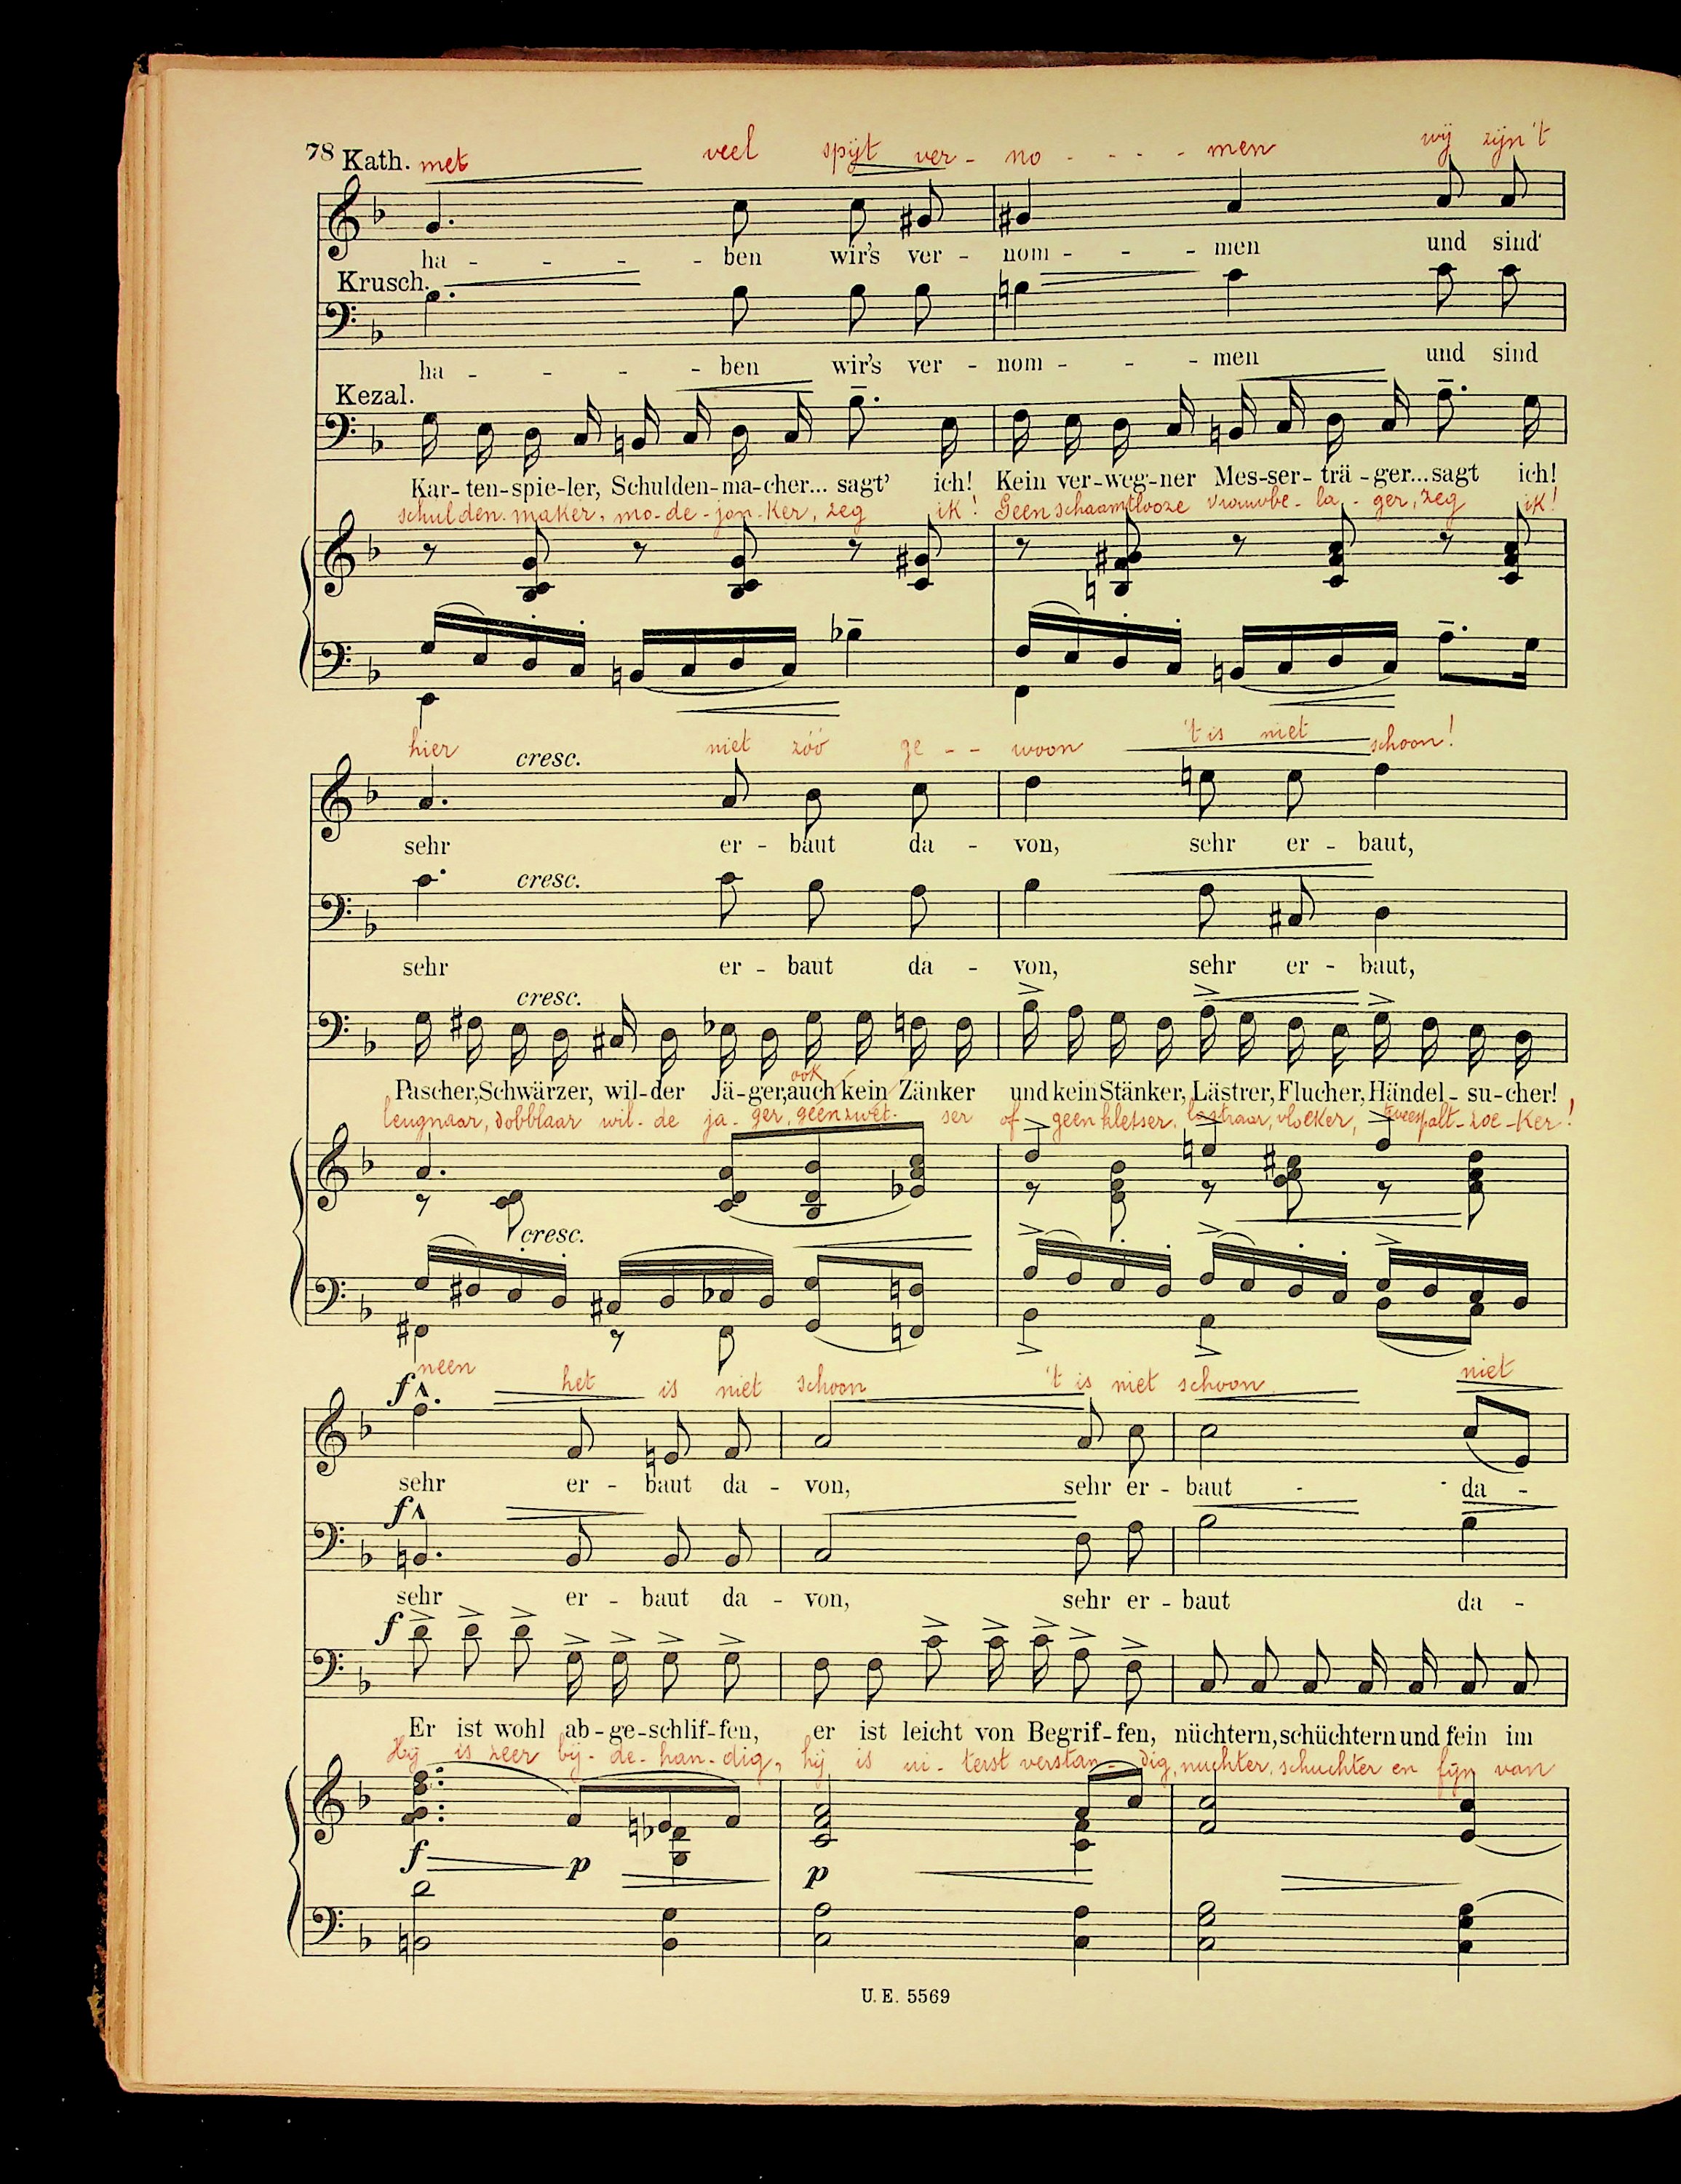 78 Kath. met veel spijt ver - no - - - - men wij zijn 't
ha - - - - ben wir's ver - nom - - - men und sind
Krusch.
ha - - - - ben wir's ver - nom - - - men und sind
Kezal.
Kar-ten-spie-ler, Schulden-ma-cher... sagt' ich! Kein ver-weg-ner Mes-ser-trä-ger...sagt ich!
schulden-maker, mo-de-jon-ker, zeg ik! Geen schaamtlooze vrouwbe-la-ger, zeg ik!
hier niet zóó ge - - woon 't is niet schoon!
cresc.
sehr er - baut da - von, sehr er - baut,
cresc.
sehr er - baut da - von, sehr er - baut,
cresc.
ook
Pascher, Schwärzer, wil-der Jä-ger, auch kein Zänker und kein Stänker, Lästrer, Flucher, Händel-su-cher!
leugnaar, dobblaar wil-de ja-ger, geen zwet-ser of geen kletser, lastraar, vloeker, tweespalt-zoe-ker!
cresc.
neen het is niet schoon 't is niet schoon niet
f
sehr er - baut da - von, sehr er - baut - da -
f
sehr er - baut da - von, sehr er - baut da -
f
Er ist wohl ab-ge-schlif-fen, er ist leicht von Begrif-fen, nüchtern, schüchtern und fein im
Hij is zeer bij-de-han-dig, hij is ui-terst verstan-dig, nuchter, schuchter en fijn van
f p p
U. E. 5569